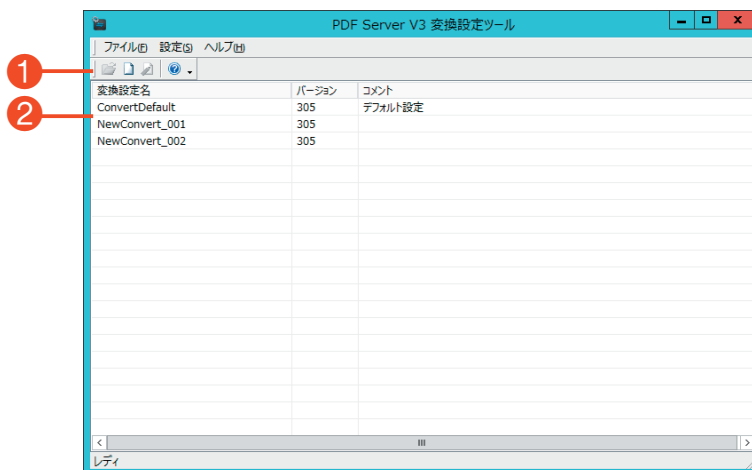 PDF Server V3 変換設定ツール
ファイル(F) 設定(S) ヘルプ(H)
1
変換設定名 バージョン コメント
2
ConvertDefault 305 デフォルト設定
NewConvert_001 305
NewConvert_002 305
レディ